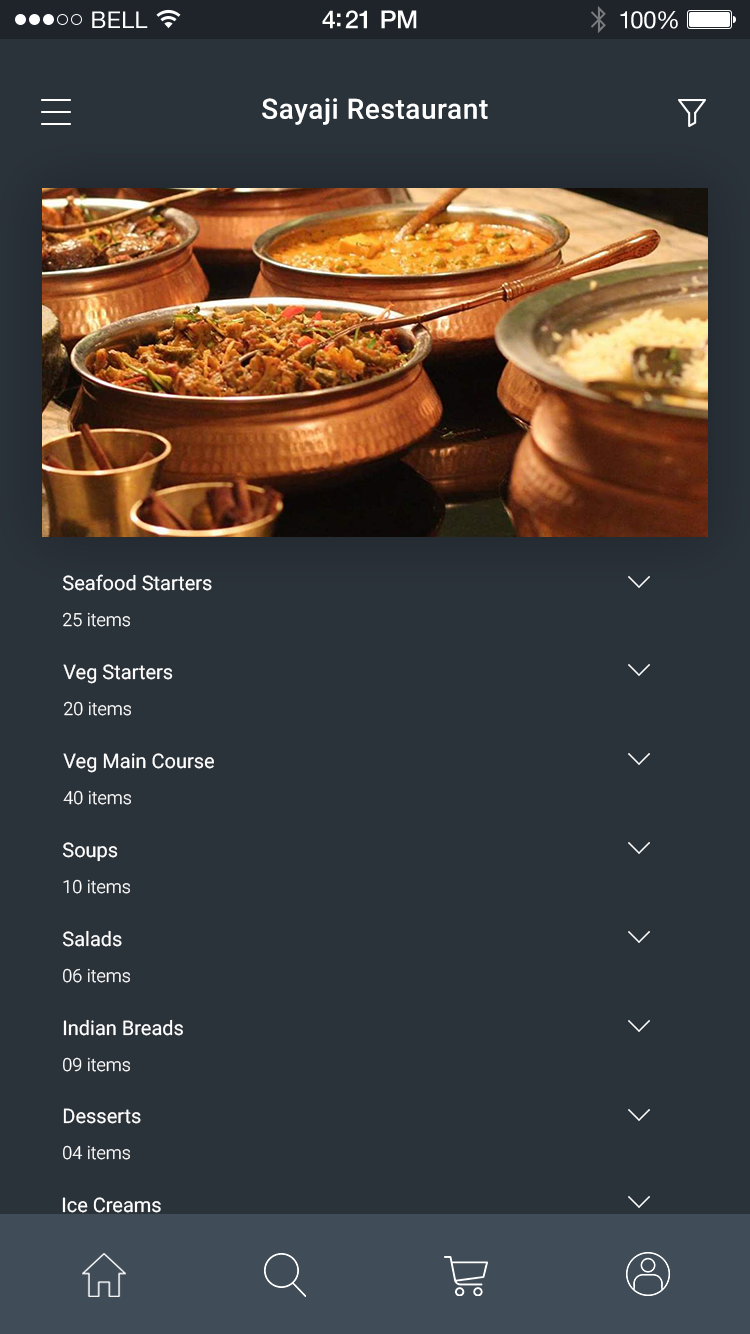 BELL 4:21 PM 100%
Sayaji Restaurant
Seafood Starters
25 items
Veg Starters
20 items
Veg Main Course
40 items
Soups
10 items
Salads
06 items
Indian Breads
09 items
Desserts
04 items
Ice Creams